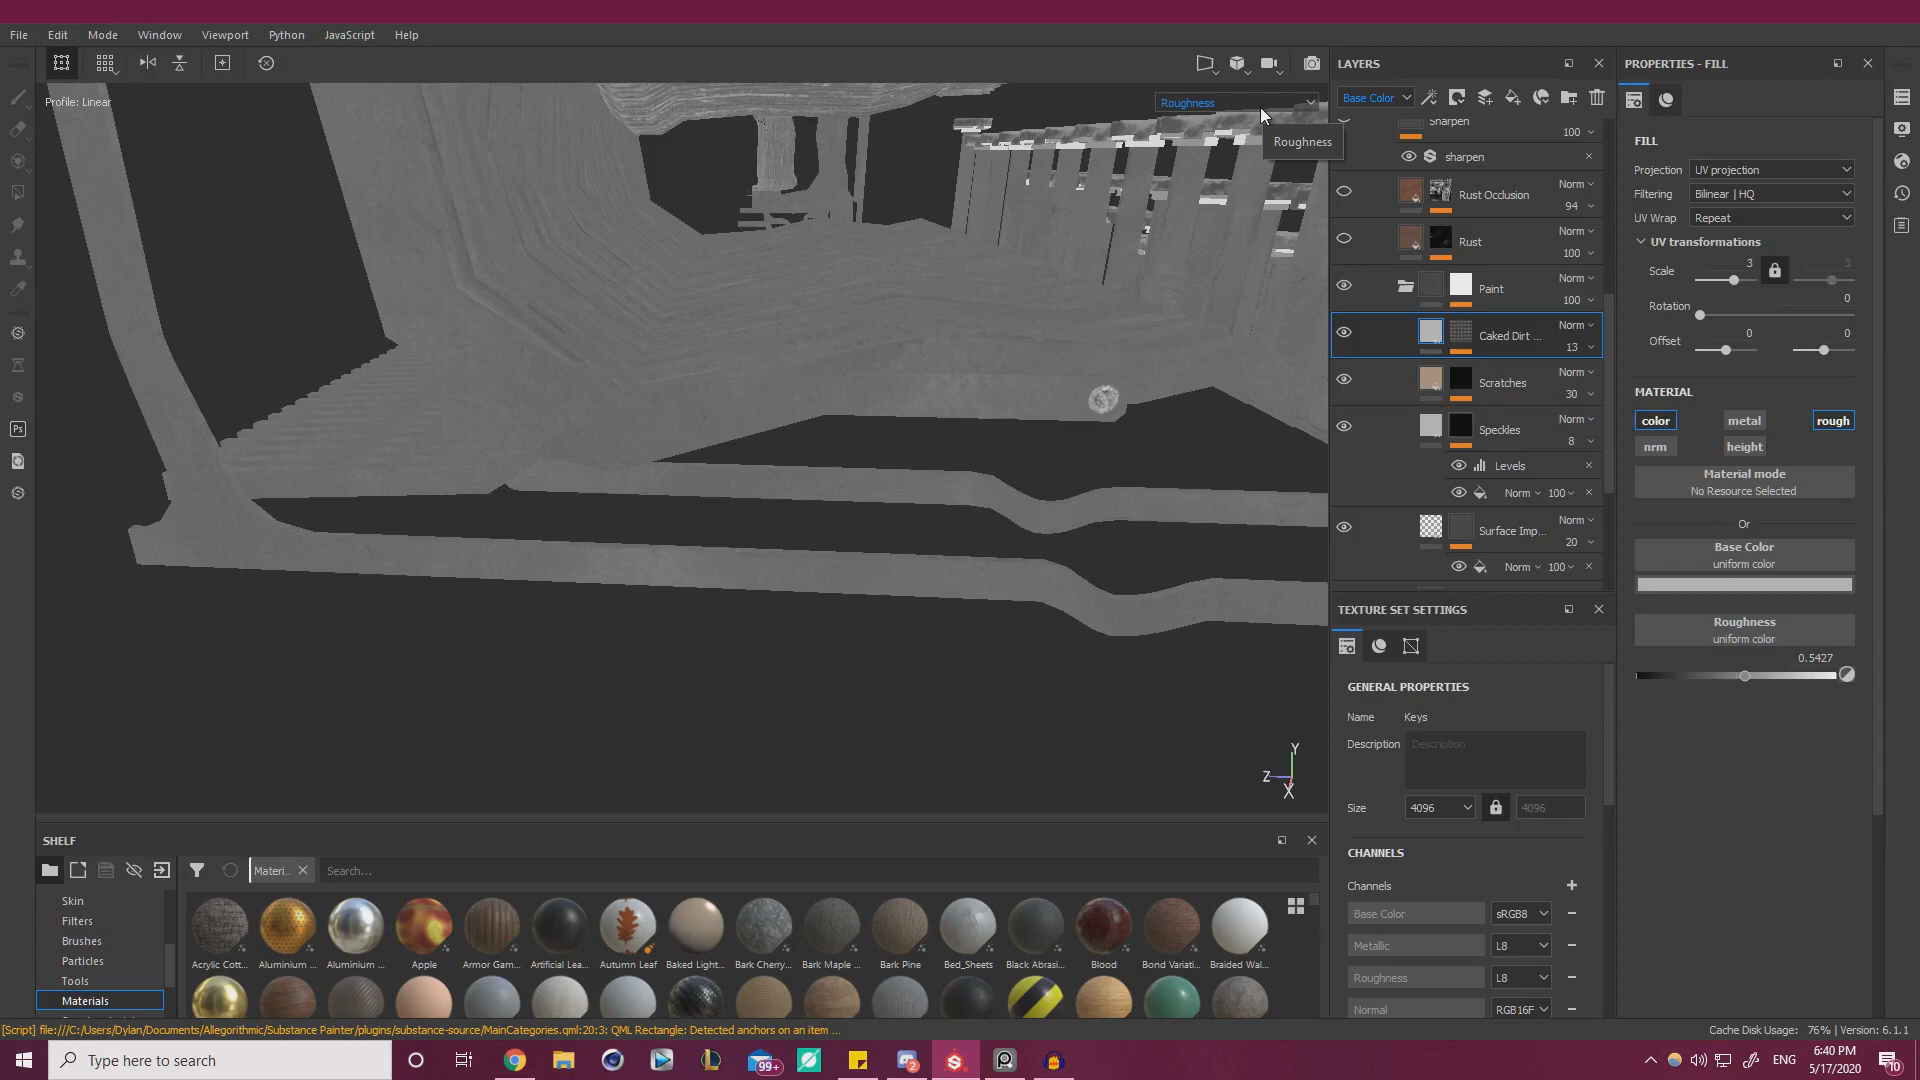 File Edit Mode Window Viewport Python JavaScript Help
Profile: Linear
Roughness
Roughness
Y
Z
X
LAYERS
Base Color
Sharpen
100
sharpen
Rust Occlusion Norm 94
Rust Norm 100
Paint Norm 100
Caked Dirt ... Norm 13
Scratches Norm 30
Speckles Norm 8
Levels
Norm 100
Surface Imp... Norm 20
Norm 100
TEXTURE SET SETTINGS
GENERAL PROPERTIES
Name Keys
Description Description
Size 4096 4096
CHANNELS
Channels
Base Color sRGB8
Metallic L8
Roughness L8
Normal RGB16F
PROPERTIES - FILL
FILL
Projection UV projection
Filtering Bilinear | HQ
UV Wrap Repeat
UV transformations
Scale 3 3
Rotation 0
Offset 0 0
MATERIAL
color metal rough
nrm height
Material mode
No Resource Selected
Or
Base Color
uniform color
Roughness
uniform color
0.5427
SHELF
Materi.. Search...
Skin
Filters
Brushes
Particles
Tools
Materials
Acrylic Cott... Aluminium ... Aluminium ... Apple Armor Gam... Artificial Lea... Autumn Leaf Baked Light... Bark Cherry... Bark Maple ... Bark Pine Bed_Sheets Black Abrasi... Blood Bond Variati... Braided Wal...
[Script] file:///C:/Users/Dylan/Documents/Allegorithmic/Substance Painter/plugins/substance-source/MainCategories.qml:20:3: QML Rectangle: Detected anchors on an item ...
Cache Disk Usage: 76% | Version: 6.1.1
Type here to search
Ps
99+
2
ENG
6:40 PM
5/17/2020
10